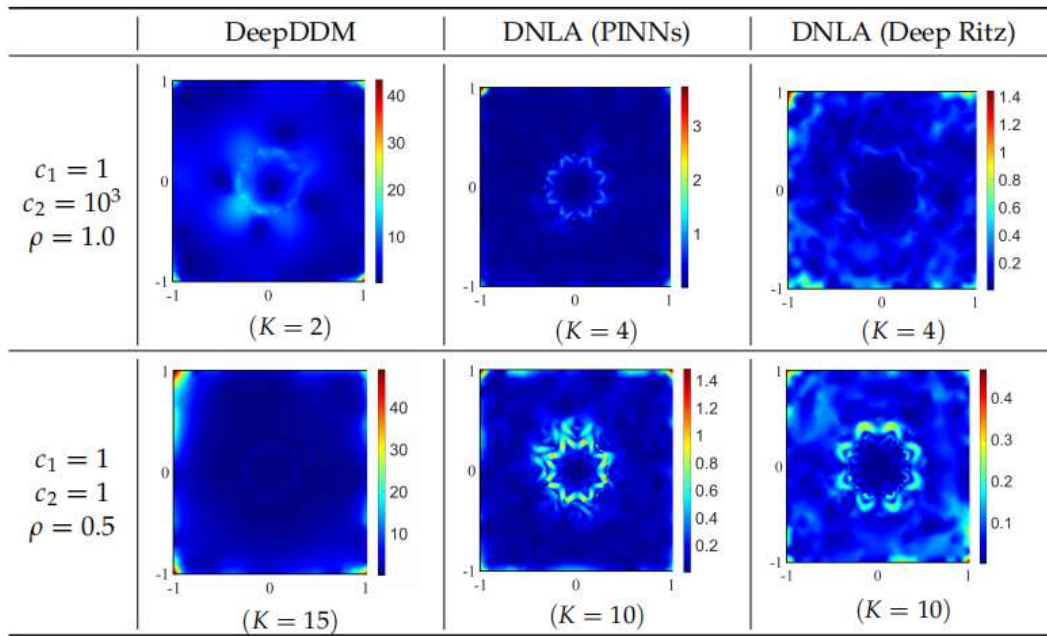 DeepDDM DNLA (PINNs) DNLA (Deep Ritz)
c₁ = 1
c₂ = 10³
ρ = 1.0
1
0
-1
-1 0 1
40
30
20
10
(K = 2)
1
0
-1
-1 0 1
3
2
1
(K = 4)
1
0
-1
-1 0 1
1.4
1.2
1
0.8
0.6
0.4
0.2
(K = 4)
c₁ = 1
c₂ = 1
ρ = 0.5
1
0
-1
-1 0 1
40
30
20
10
(K = 15)
1
0
-1
-1 0 1
1.4
1.2
1
0.8
0.6
0.4
0.2
(K = 10)
1
0
-1
-1 0 1
0.4
0.3
0.2
0.1
(K = 10)